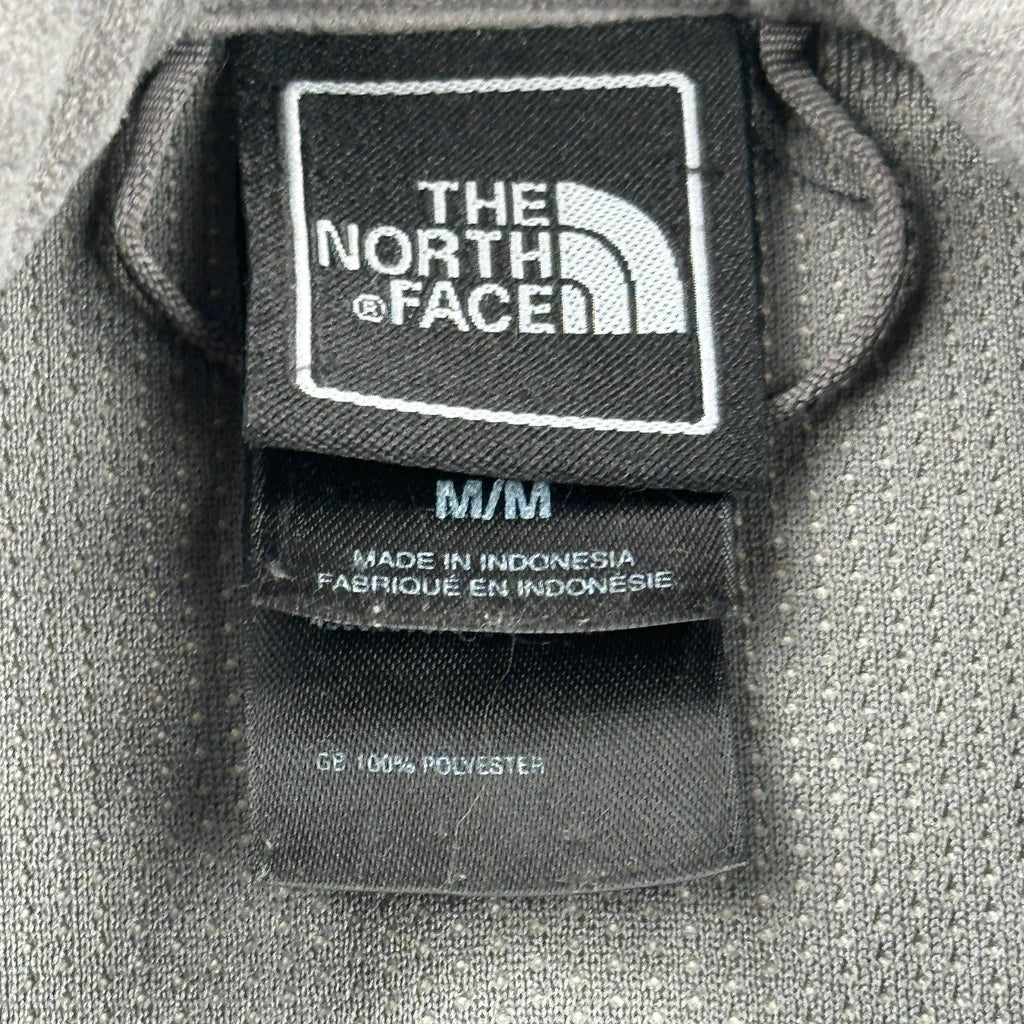 THE
NORTH
®FACE
M/M
MADE IN INDONESIA
FABRIQUÉ EN INDONÉSIE
GB 100% POLYESTER